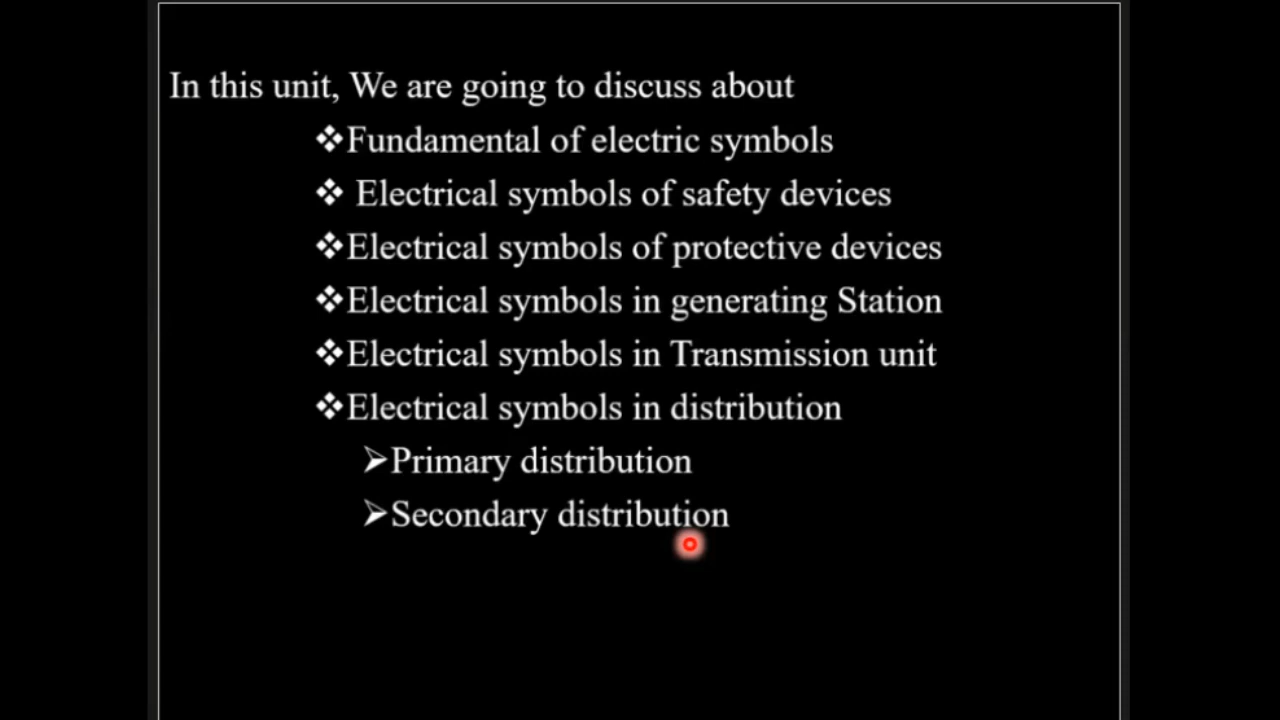 In this unit, We are going to discuss about
❖Fundamental of electric symbols
❖ Electrical symbols of safety devices
❖Electrical symbols of protective devices
❖Electrical symbols in generating Station
❖Electrical symbols in Transmission unit
❖Electrical symbols in distribution
➢Primary distribution
➢Secondary distribution